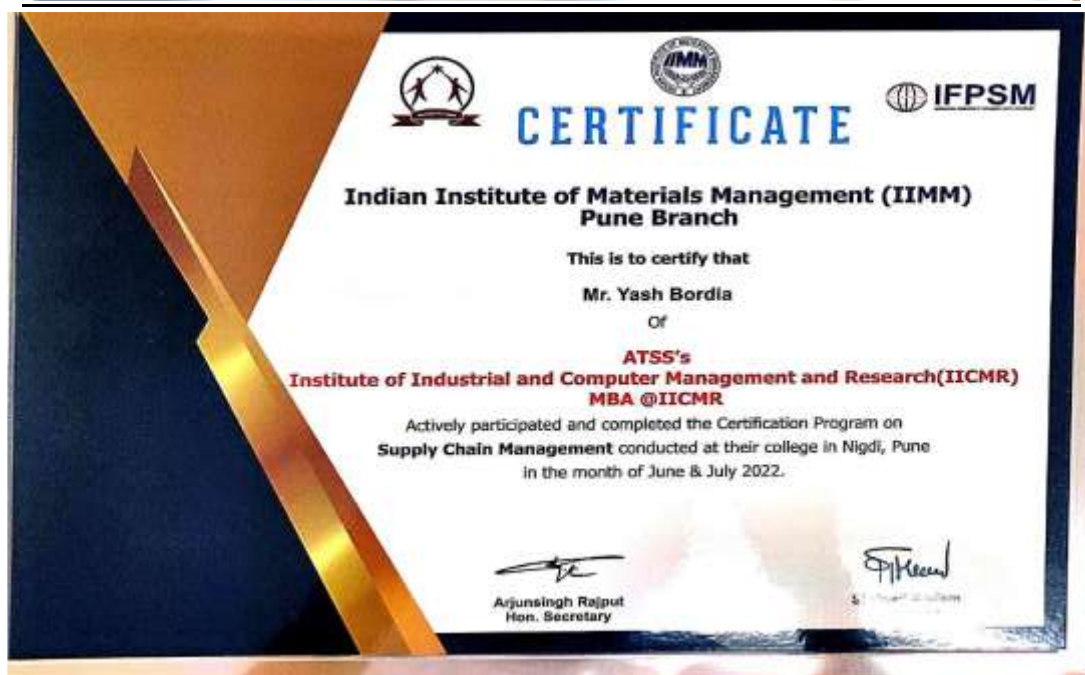 IIMM
IFPSM
CERTIFICATE
Indian Institute of Materials Management (IIMM)
Pune Branch
This is to certify that
Mr. Yash Bordia
Of
ATSS's
Institute of Industrial and Computer Management and Research(IICMR)
MBA @IICMR
Actively participated and completed the Certification Program on
Supply Chain Management conducted at their college in Nigdi, Pune
in the month of June & July 2022.
Arjunsingh Rajput
Hon. Secretary